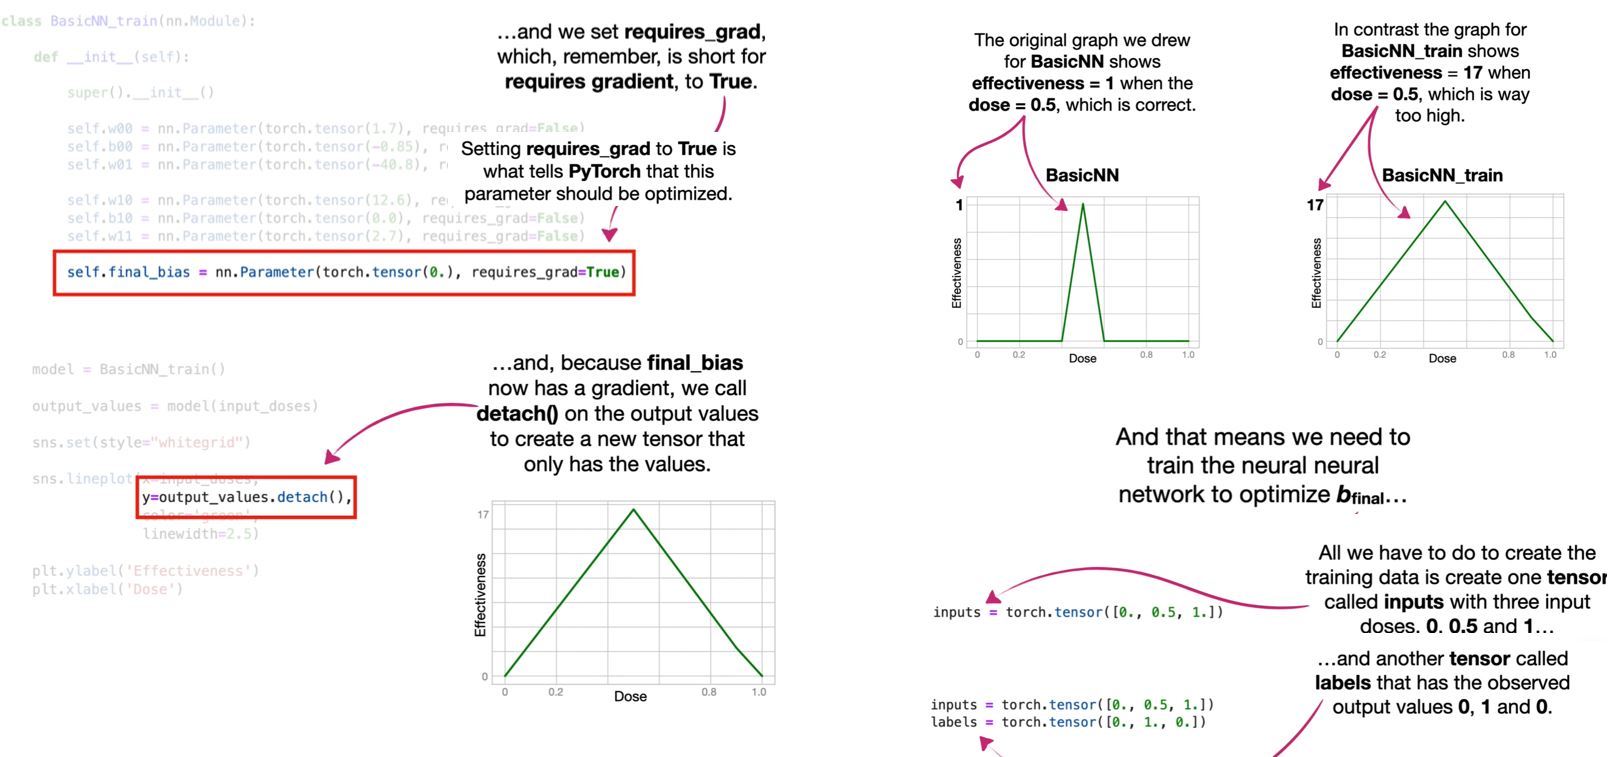 class BasicNN_train(nn.Module):
def __init__(self):
super().__init__()
self.w00 = nn.Parameter(torch.tensor(1.7), requires_grad=False)
self.b00 = nn.Parameter(torch.tensor(-0.85), r
self.w01 = nn.Parameter(torch.tensor(-40.8), r
self.w10 = nn.Parameter(torch.tensor(12.6), re
self.b10 = nn.Parameter(torch.tensor(0.0), requires_grad=False)
self.w11 = nn.Parameter(torch.tensor(2.7), requires_grad=False)
self.final_bias = nn.Parameter(torch.tensor(0.), requires_grad=True)
…and we set requires_grad,
which, remember, is short for
requires gradient, to True.
Setting requires_grad to True is
what tells PyTorch that this
parameter should be optimized.
model = BasicNN_train()
output_values = model(input_doses)
sns.set(style="whitegrid")
sns.lineplot(x=input_doses,
y=output_values.detach(),
color='green',
linewidth=2.5)
plt.ylabel('Effectiveness')
plt.xlabel('Dose')
…and, because final_bias
now has a gradient, we call
detach() on the output values
to create a new tensor that
only has the values.
17
Effectiveness
0
0 0.2 0.8 1.0
Dose
The original graph we drew
for BasicNN shows
effectiveness = 1 when the
dose = 0.5, which is correct.
BasicNN
1
Effectiveness
0
0 0.2 0.4 0.6 0.8 1.0
Dose
In contrast the graph for
BasicNN_train shows
effectiveness = 17 when
dose = 0.5, which is way
too high.
BasicNN_train
17
Effectiveness
0
0 0.2 0.4 0.6 0.8 1.0
Dose
And that means we need to
train the neural neural
network to optimize bfinal…
All we have to do to create the
training data is create one tensor
called inputs with three input
doses, 0, 0.5 and 1…
inputs = torch.tensor([0., 0.5, 1.])
…and another tensor called
labels that has the observed
output values 0, 1 and 0.
inputs = torch.tensor([0., 0.5, 1.])
labels = torch.tensor([0., 1., 0.])